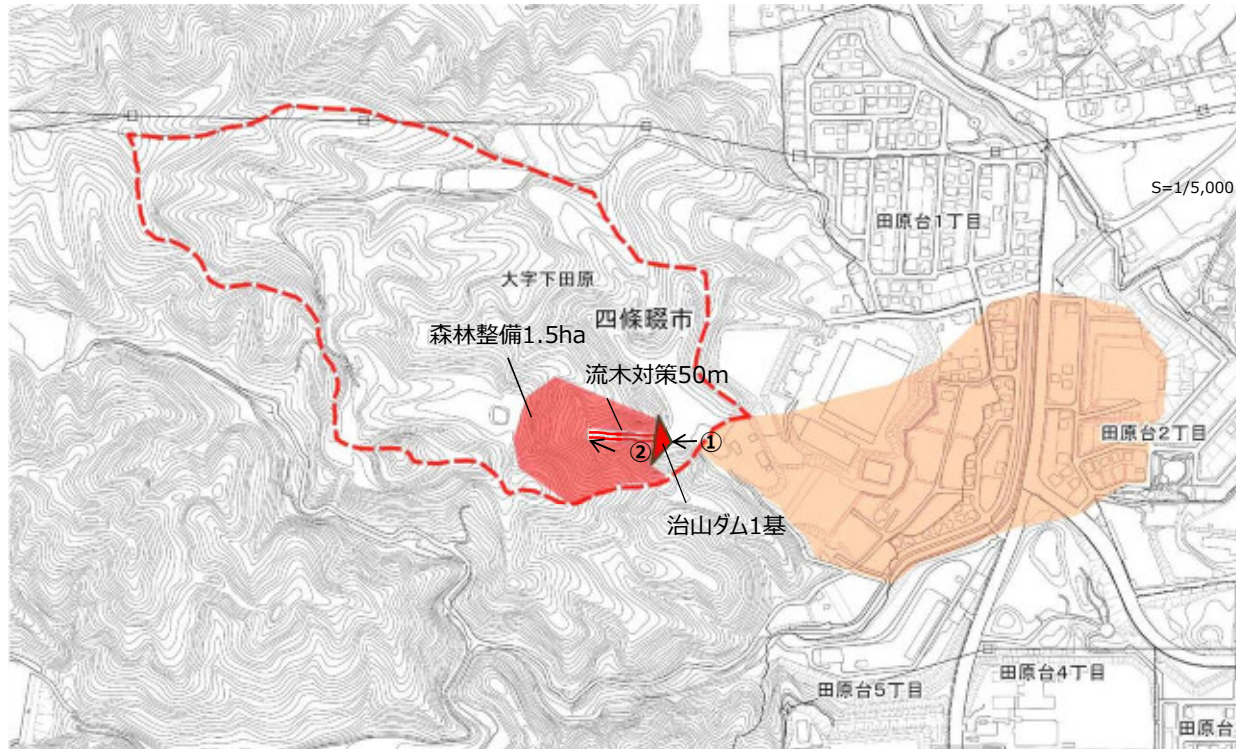 S=1/5,000
田原台1丁目
大字下田原
四條畷市
森林整備1.5ha
流木対策50m
①
②
田原台2丁目
治山ダム1基
田原台4丁目
田原台5丁目
田原台